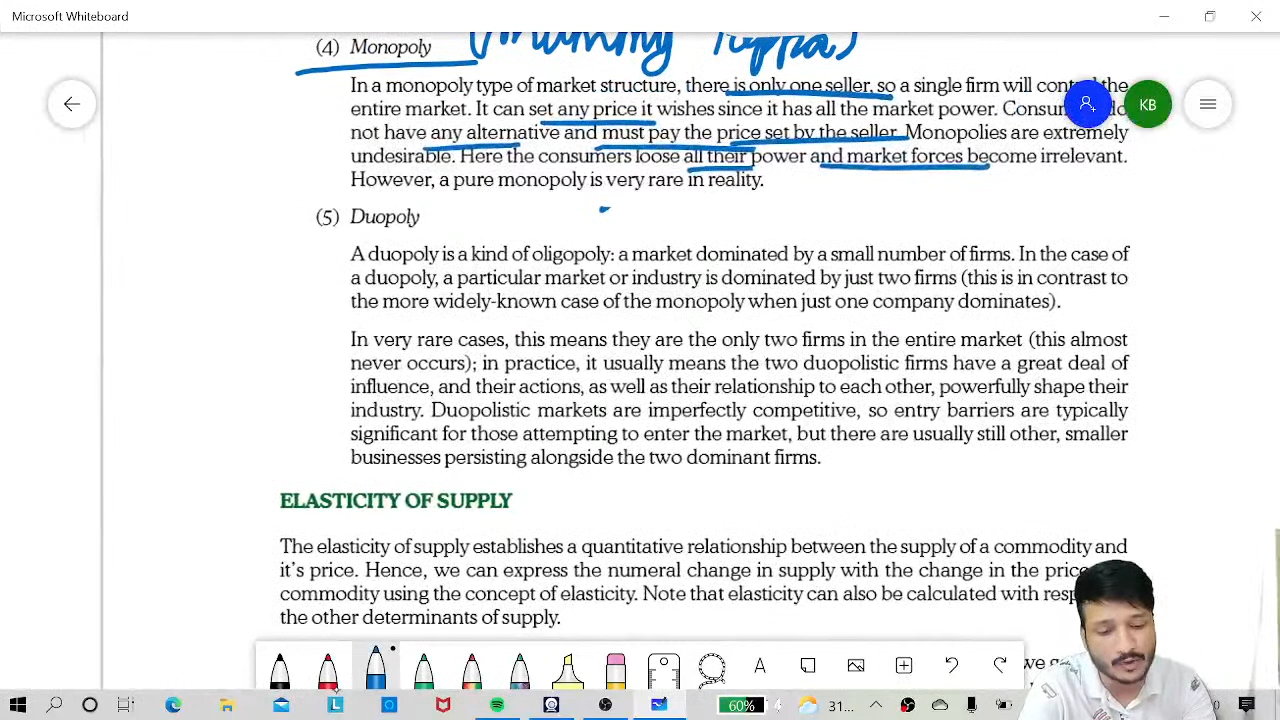 Microsoft Whiteboard
(4) Monopoly (Mummy
In a monopoly type of market structure, there is only one seller, so a single firm will control the
entire market. It can set any price it wishes since it has all the market power. Consum do
not have any alternative and must pay the price set by the seller. Monopolies are extremely
undesirable. Here the consumers loose all their power and market forces become irrelevant.
However, a pure monopoly is very rare in reality.
(5) Duopoly
A duopoly is a kind of oligopoly: a market dominated by a small number of firms. In the case of
a duopoly, a particular market or industry is dominated by just two firms (this is in contrast to
the more widely-known case of the monopoly when just one company dominates).
In very rare cases, this means they are the only two firms in the entire market (this almost
never occurs); in practice, it usually means the two duopolistic firms have a great deal of
influence, and their actions, as well as their relationship to each other, powerfully shape their
industry. Duopolistic markets are imperfectly competitive, so entry barriers are typically
significant for those attempting to enter the market, but there are usually still other, smaller
businesses persisting alongside the two dominant firms.
ELASTICITY OF SUPPLY
The elasticity of supply establishes a quantitative relationship between the supply of a commodity and
it's price. Hence, we can express the numeral change in supply with the change in the price
commodity using the concept of elasticity. Note that elasticity can also be calculated with resp
the other determinants of supply.
we
KB
A
60%
31...